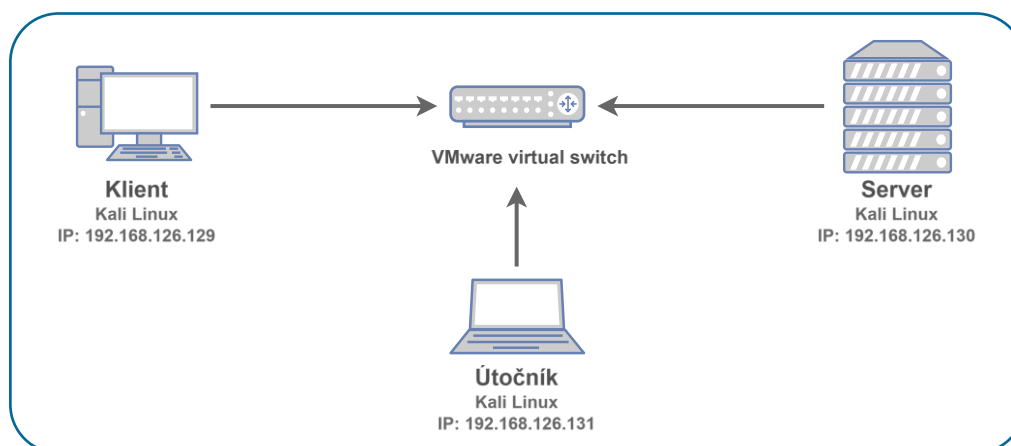 VMware virtual switch
Klient
Kali Linux
IP: 192.168.126.129
Server
Kali Linux
IP: 192.168.126.130
Útočník
Kali Linux
IP: 192.168.126.131